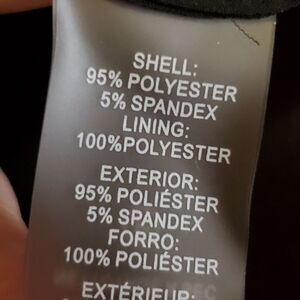 SHELL:
95% POLYESTER
5% SPANDEX
LINING:
100%POLYESTER
EXTERIOR:
95% POLIÉSTER
5% SPANDEX
FORRO:
100% POLIÉSTER
EXTÉRIEUR: